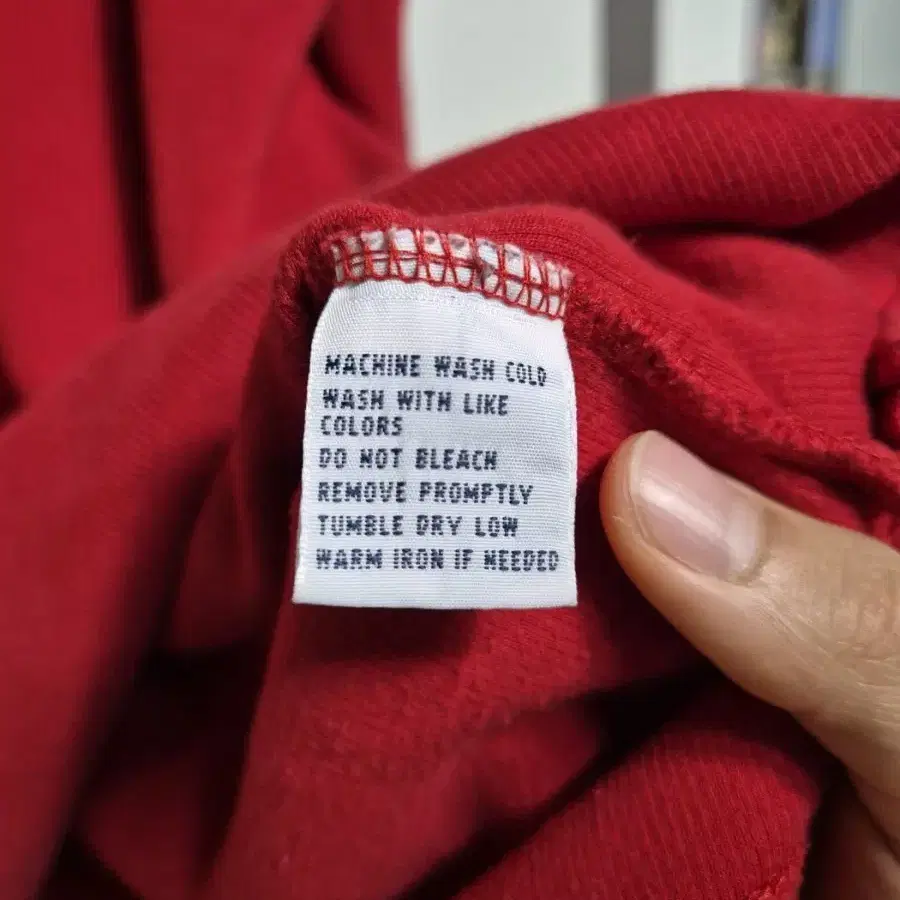 MACHINE WASH COLD
WASH WITH LIKE
COLORS
DO NOT BLEACH
REMOVE PROMPTLY
TUMBLE DRY LOW
WARM IRON IF NEEDED